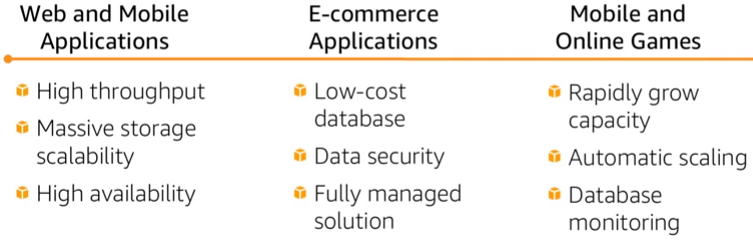 Web and Mobile
Applications
High throughput
Massive storage
scalability
High availability
E-commerce
Applications
Low-cost
database
Data security
Fully managed
solution
Mobile and
Online Games
Rapidly grow
capacity
Automatic scaling
Database
monitoring